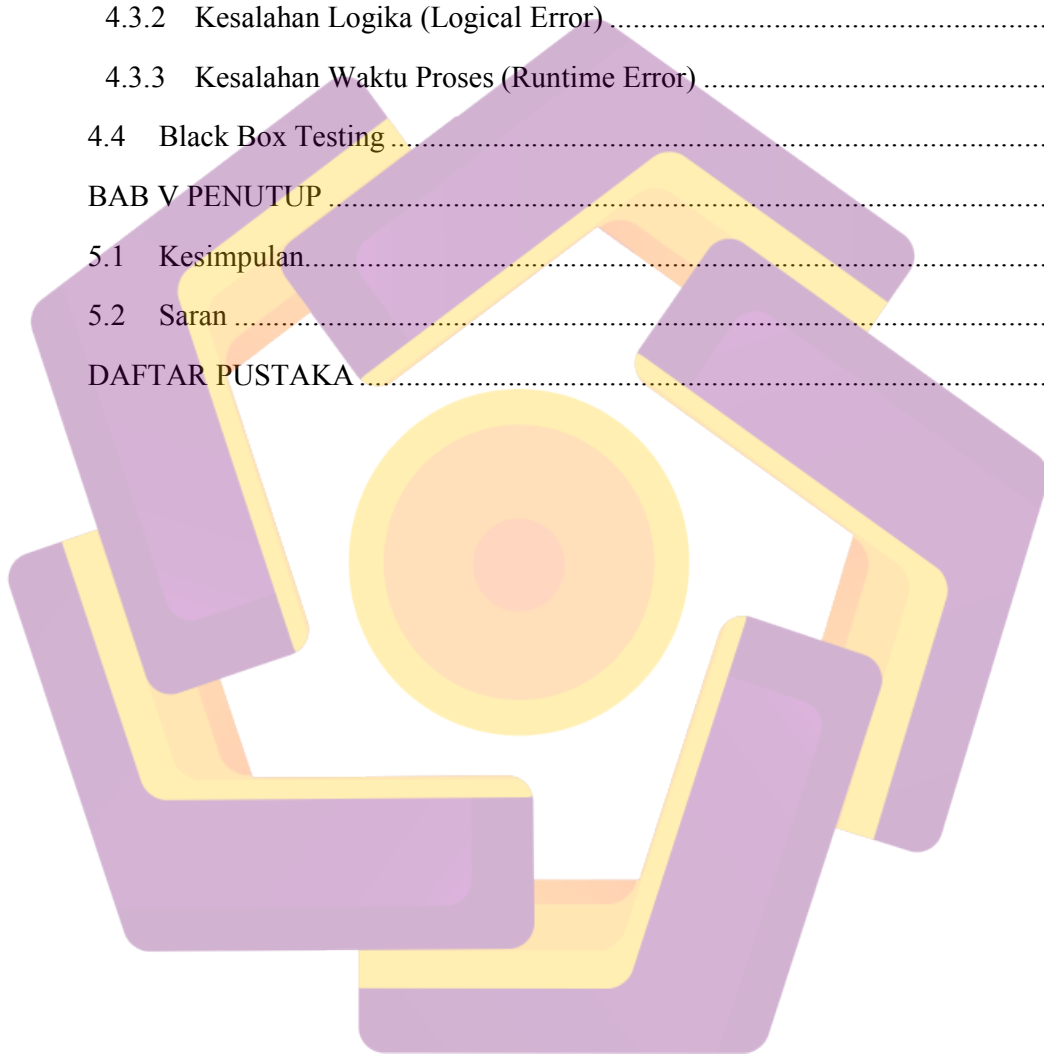 4.3.2 Kesalahan Logika (Logical Error) ........................................................
4.3.3 Kesalahan Waktu Proses (Runtime Error) ............................................
4.4 Black Box Testing ....................................................................................
BAB V PENUTUP ............................................................................................
5.1 Kesimpulan...............................................................................................
5.2 Saran .........................................................................................................
DAFTAR PUSTAKA ........................................................................................